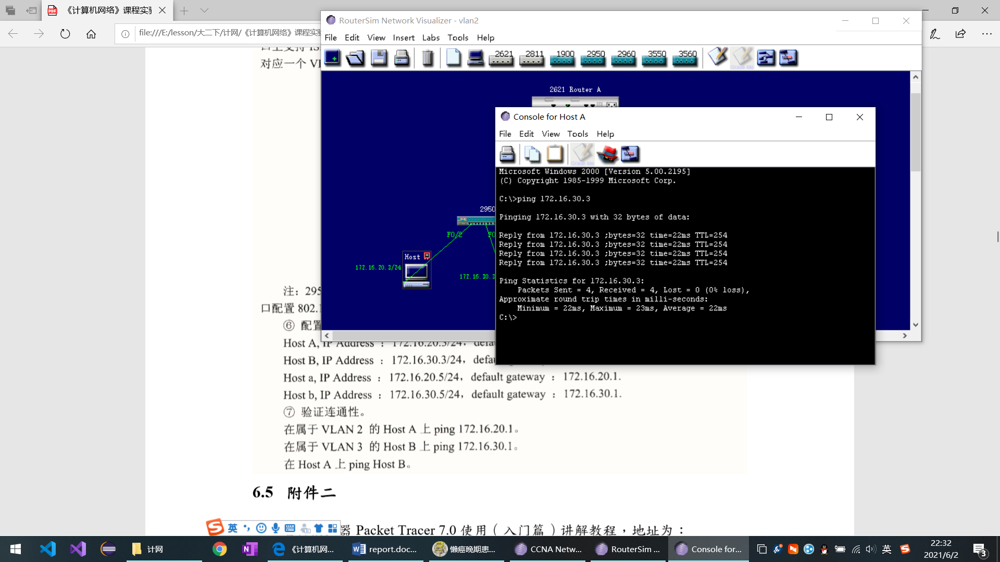 《计算机网络》课程实验
file:///E:/lesson/大二下/计网/《计算机网络》课程实验
对应一个 VI
RouterSim Network Visualizer - vlan2
File Edit View Insert Labs Tools Help
2621 2811 1900 2950 2960 3550 3560
Grade Me
2621 Router A
2950
F0/2
F0
Host
172.16.20.3/24
172.16.30.3
Console for Host A
File Edit View Tools Help
Grade Me
Microsoft Windows 2000 [Version 5.00.2195]
(C) Copyright 1985-1999 Microsoft Corp.
C:\>ping 172.16.30.3
Pinging 172.16.30.3 with 32 bytes of data:
Reply from 172.16.30.3 ;bytes=32 time=22ms TTL=254
Reply from 172.16.30.3 ;bytes=32 time=22ms TTL=254
Reply from 172.16.30.3 ;bytes=32 time=22ms TTL=254
Reply from 172.16.30.3 ;bytes=32 time=22ms TTL=254
Ping Statistics for 172.16.30.3:
Packets Sent = 4, Received = 4, Lost = 0 (0% loss),
Approximate round trip times in milli-seconds:
Minimum = 22ms, Maximum = 23ms, Average = 22ms
C:\>
注：295
口配置 802.1
⑥ 配置
Host A, IP Address ：172.16.20.3/24，defau
Host B, IP Address ：172.16.30.3/24，defau
Host a, IP Address ：172.16.20.5/24，default gateway ：172.16.20.1.
Host b, IP Address ：172.16.30.5/24，default gateway ：172.16.30.1.
⑦ 验证连通性。
在属于 VLAN 2 的 Host A 上 ping 172.16.20.1。
在属于 VLAN 3 的 Host B 上 ping 172.16.30.1。
在 Host A 上 ping Host B。
6.5 附件二
器 Packet Tracer 7.0 使用（入门篇）讲解教程，地址为：
英
计网
《计算机网...
report.doc...
懒癌晚期患...
CCNA Netw...
RouterSim ...
Console for...
英
22:32
2021/6/2
3